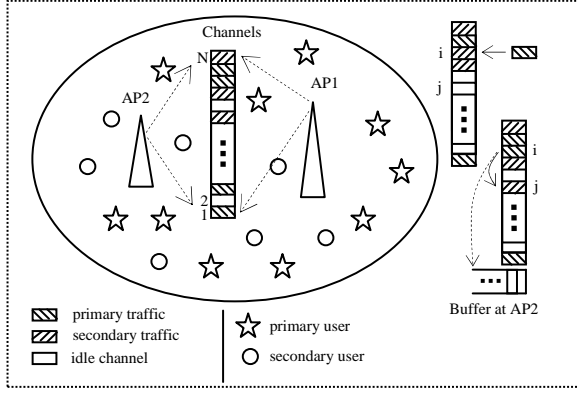 Channels
N
AP2
AP1
2
1
i
j
i
j
Buffer at AP2
primary traffic
secondary traffic
idle channel
primary user
secondary user